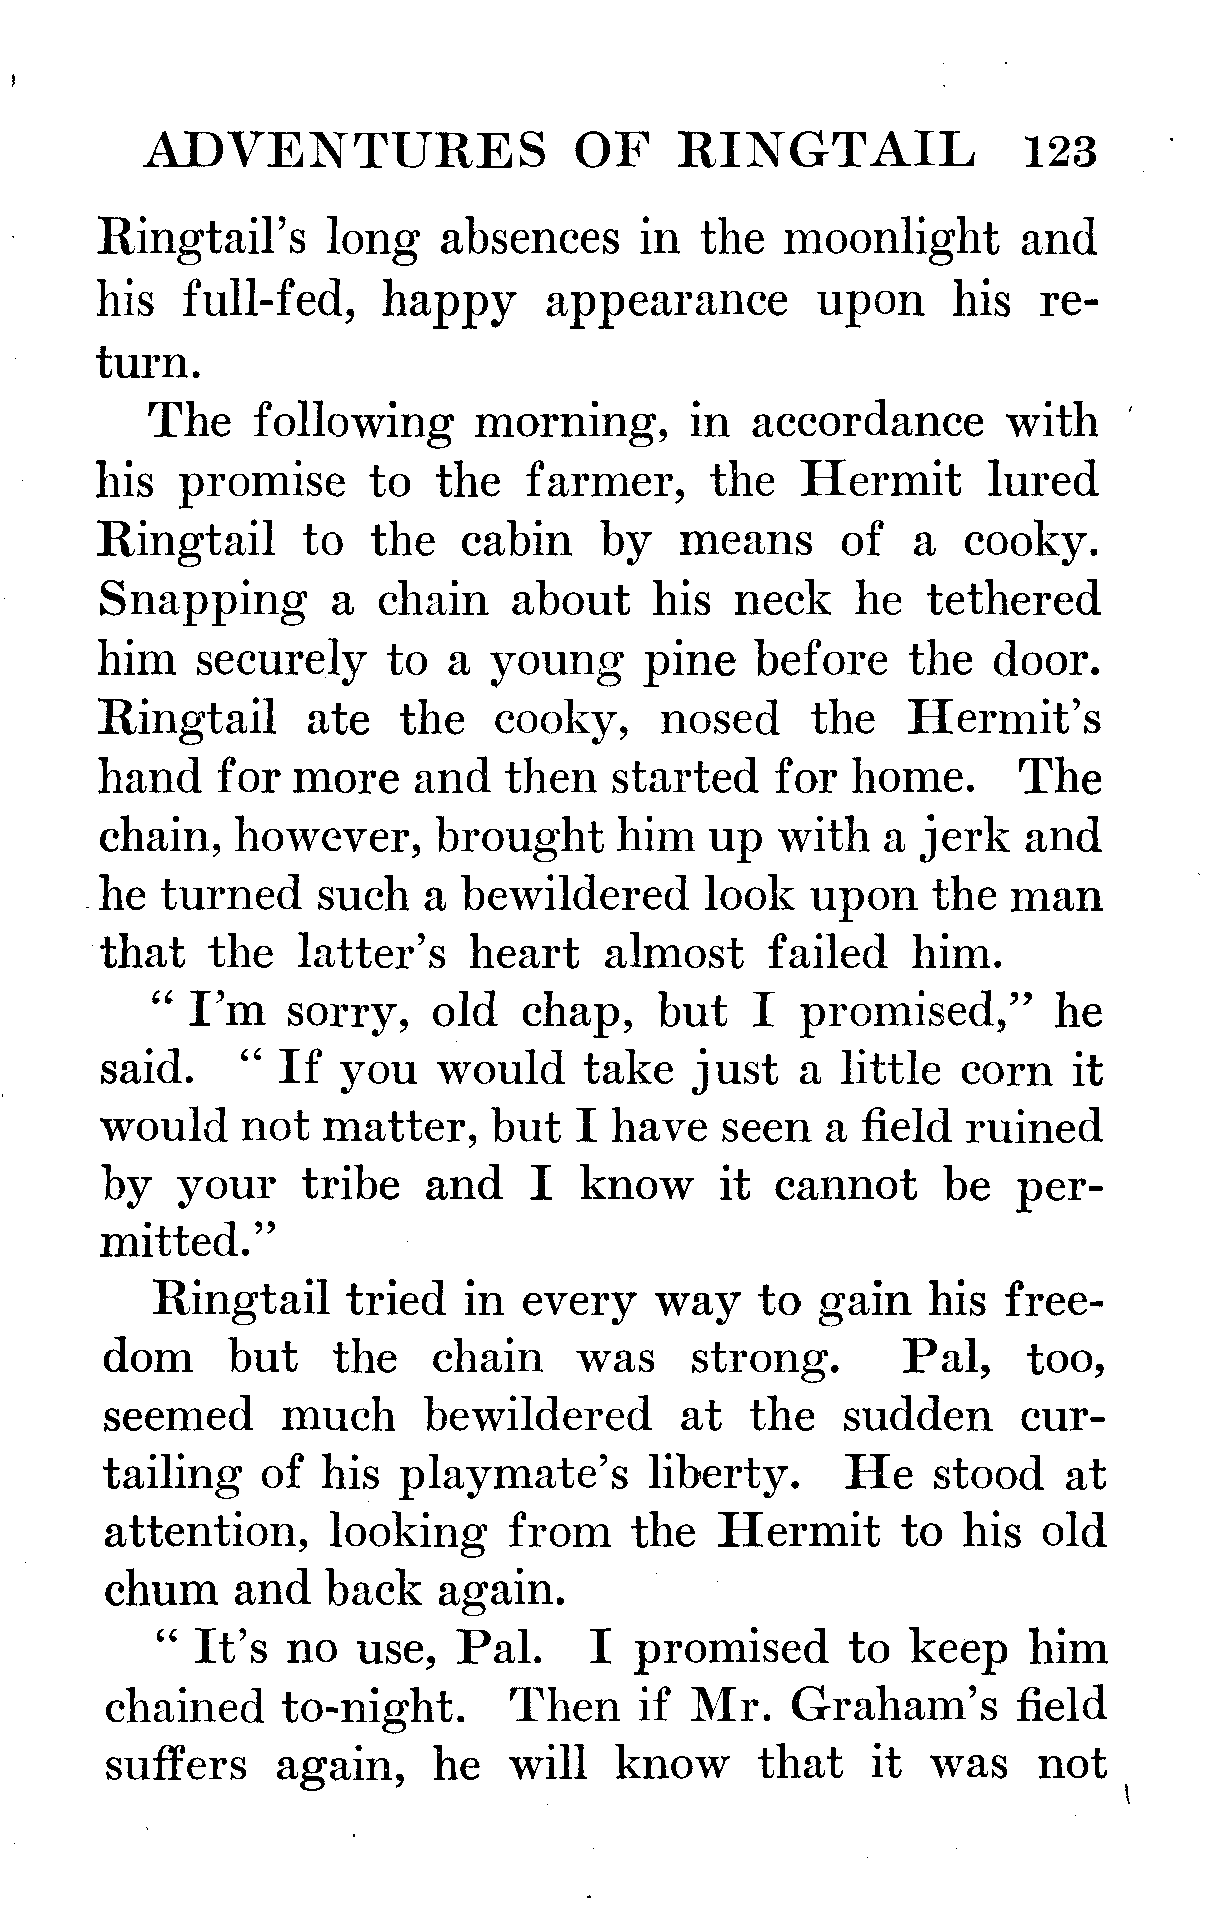 ADVENTURES OF RINGTAIL 123
Ringtail's long absences in the moonlight and
his full-fed, happy appearance upon his re-
turn.
The following morning, in accordance with
his promise to the farmer, the Hermit lured
Ringtail to the cabin by means of a cooky.
Snapping a chain about his neck he tethered
him securely to a young pine before the door.
Ringtail ate the cooky, nosed the Hermit's
hand for more and then started for home. The
chain, however, brought him up with a jerk and
he turned such a bewildered look upon the man
that the latter's heart almost failed him.
" I'm sorry, old chap, but I promised," he
said. " If you would take just a little corn it
would not matter, but I have seen a field ruined
by your tribe and I know it cannot be per-
mitted."
Ringtail tried in every way to gain his free-
dom but the chain was strong. Pal, too,
seemed much bewildered at the sudden cur-
tailing of his playmate's liberty. He stood at
attention, looking from the Hermit to his old
chum and back again.
" It's no use, Pal. I promised to keep him
chained to-night. Then if Mr. Graham's field
suffers again, he will know that it was not